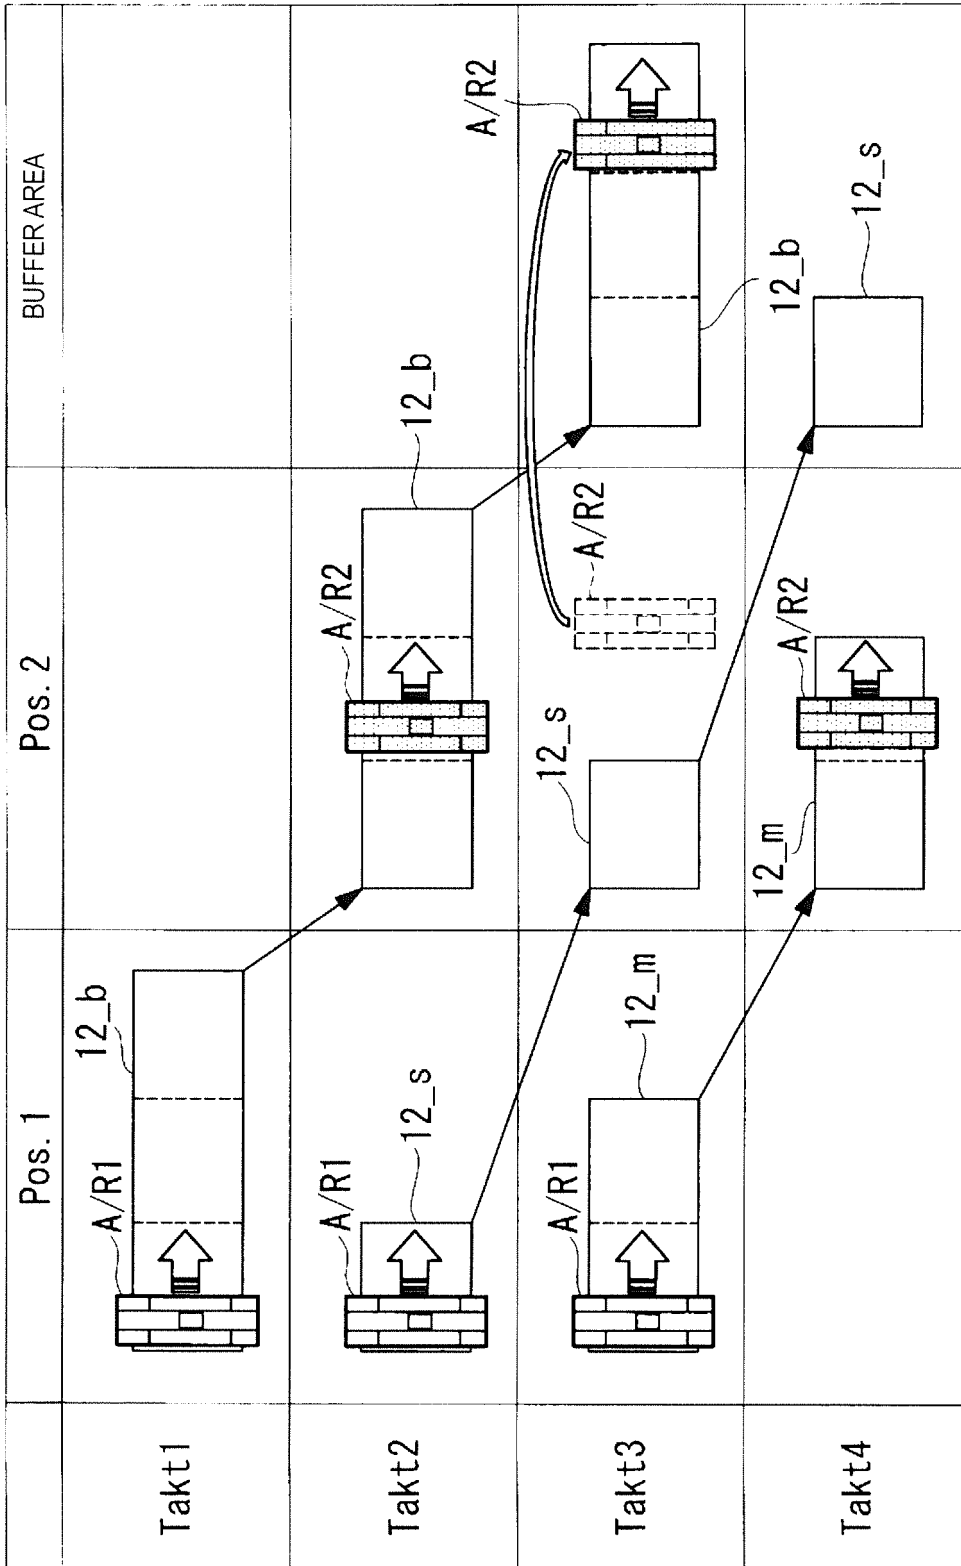 Pos. 1
Pos. 2
BUFFER AREA
Takt1
A/R1
12_b
Takt2
A/R1
12_s
A/R2
12_b
Takt3
A/R1
12_m
12_s
A/R2
A/R2
12_b
Takt4
12_m
A/R2
12_s